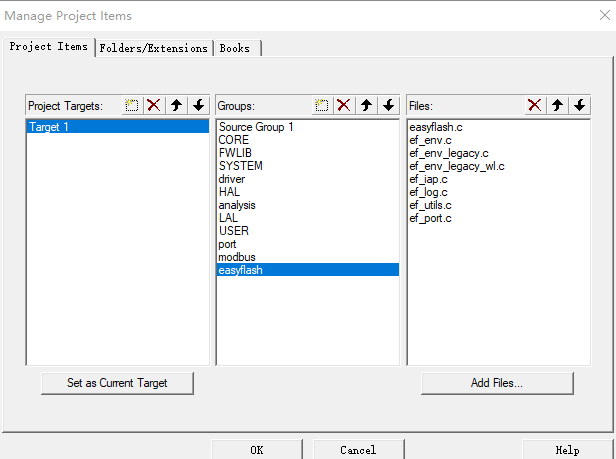 Manage Project Items
Project Items Folders/Extensions Books
Project Targets:
Target 1
Set as Current Target
Groups:
Source Group 1
CORE
FWLIB
SYSTEM
driver
HAL
analysis
LAL
USER
port
modbus
easyflash
Files:
easyflash.c
ef_env.c
ef_env_legacy.c
ef_env_legacy_wl.c
ef_iap.c
ef_log.c
ef_utils.c
ef_port.c
Add Files...
OK Cancel Help